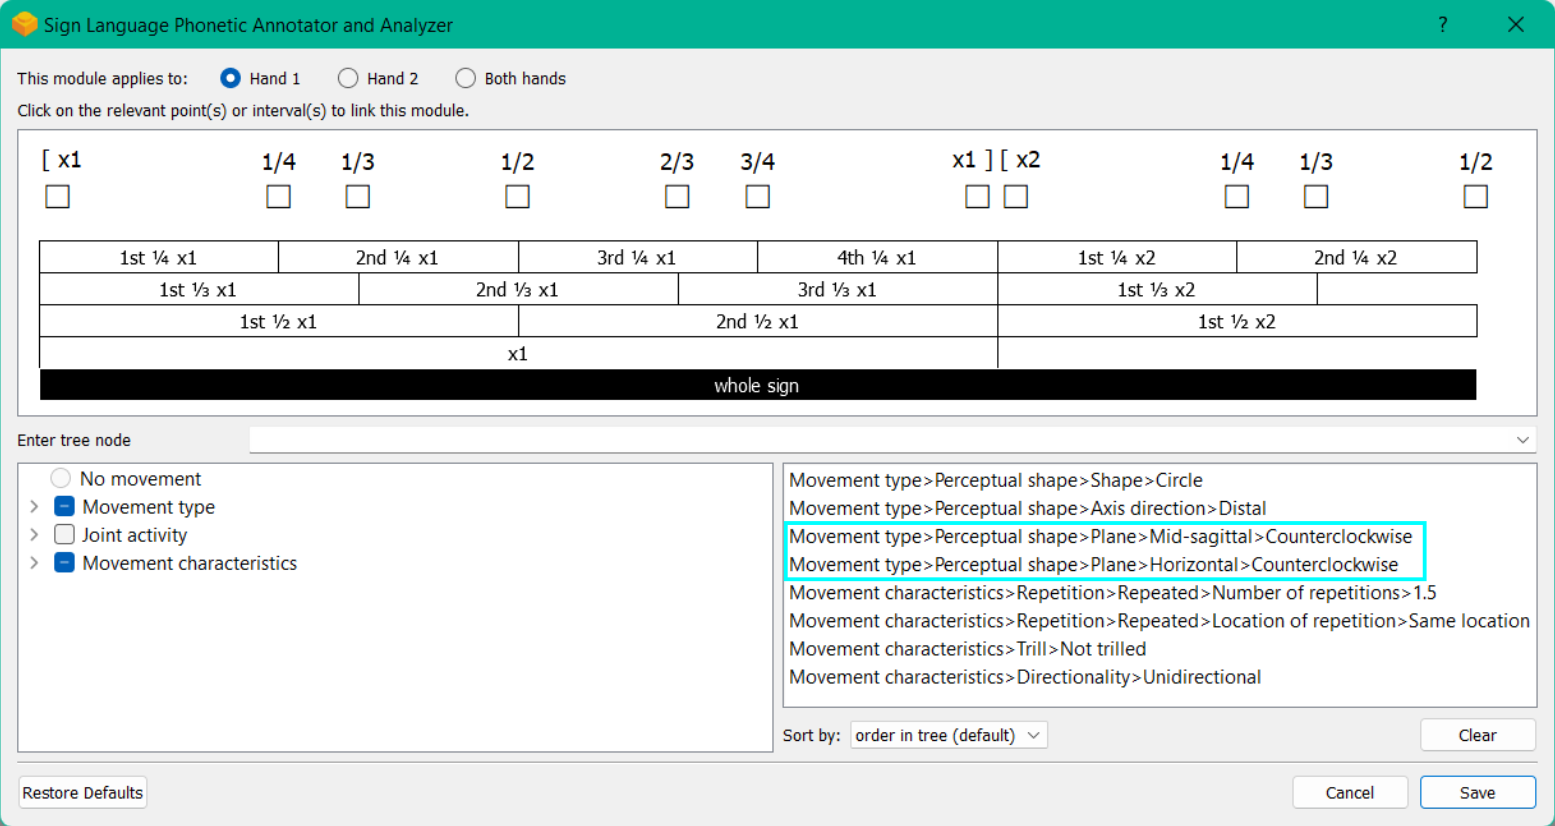 Sign Language Phonetic Annotator and Analyzer ?
This module applies to: Hand 1 Hand 2 Both hands
Click on the relevant point(s) or interval(s) to link this module.
[ x1 1/4 1/3 1/2 2/3 3/4 x1 ] [ x2 1/4 1/3 1/2
1st ¼ x1 2nd ¼ x1 3rd ¼ x1 4th ¼ x1 1st ¼ x2 2nd ¼ x2
1st ⅓ x1 2nd ⅓ x1 3rd ⅓ x1 1st ⅓ x2
1st ½ x1 2nd ½ x1 1st ½ x2
x1
whole sign
Enter tree node
No movement
Movement type
Joint activity
Movement characteristics
Movement type>Perceptual shape>Shape>Circle
Movement type>Perceptual shape>Axis direction>Distal
Movement type>Perceptual shape>Plane>Mid-sagittal>Counterclockwise
Movement type>Perceptual shape>Plane>Horizontal>Counterclockwise
Movement characteristics>Repetition>Repeated>Number of repetitions>1.5
Movement characteristics>Repetition>Repeated>Location of repetition>Same location
Movement characteristics>Trill>Not trilled
Movement characteristics>Directionality>Unidirectional
Sort by: order in tree (default) Clear
Restore Defaults Cancel Save